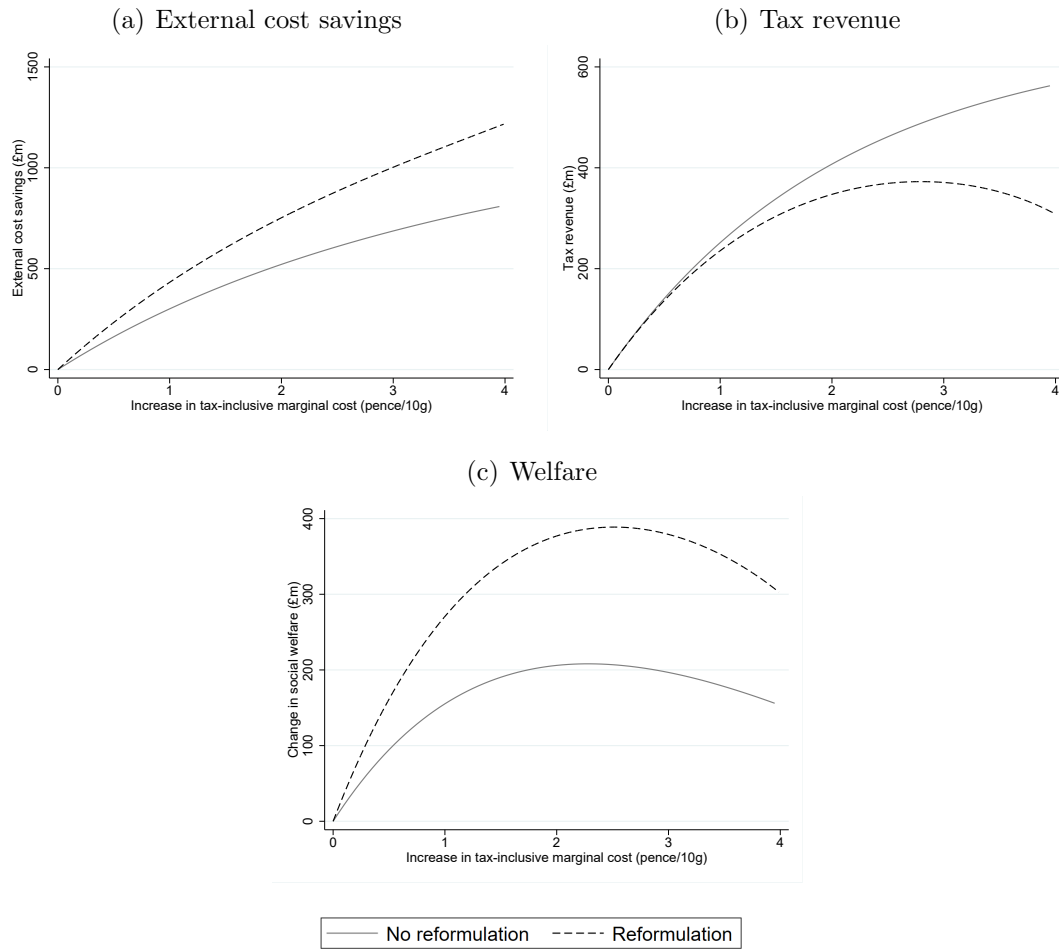 (a) External cost savings
External cost savings (£m)
1500
1000
500
0
0 1 2 3 4
Increase in tax-inclusive marginal cost (pence/10g)
(b) Tax revenue
Tax revenue (£m)
600
400
200
0
0 1 2 3 4
Increase in tax-inclusive marginal cost (pence/10g)
(c) Welfare
Change in social welfare (£m)
400
300
200
100
0
0 1 2 3 4
Increase in tax-inclusive marginal cost (pence/10g)
No reformulation Reformulation